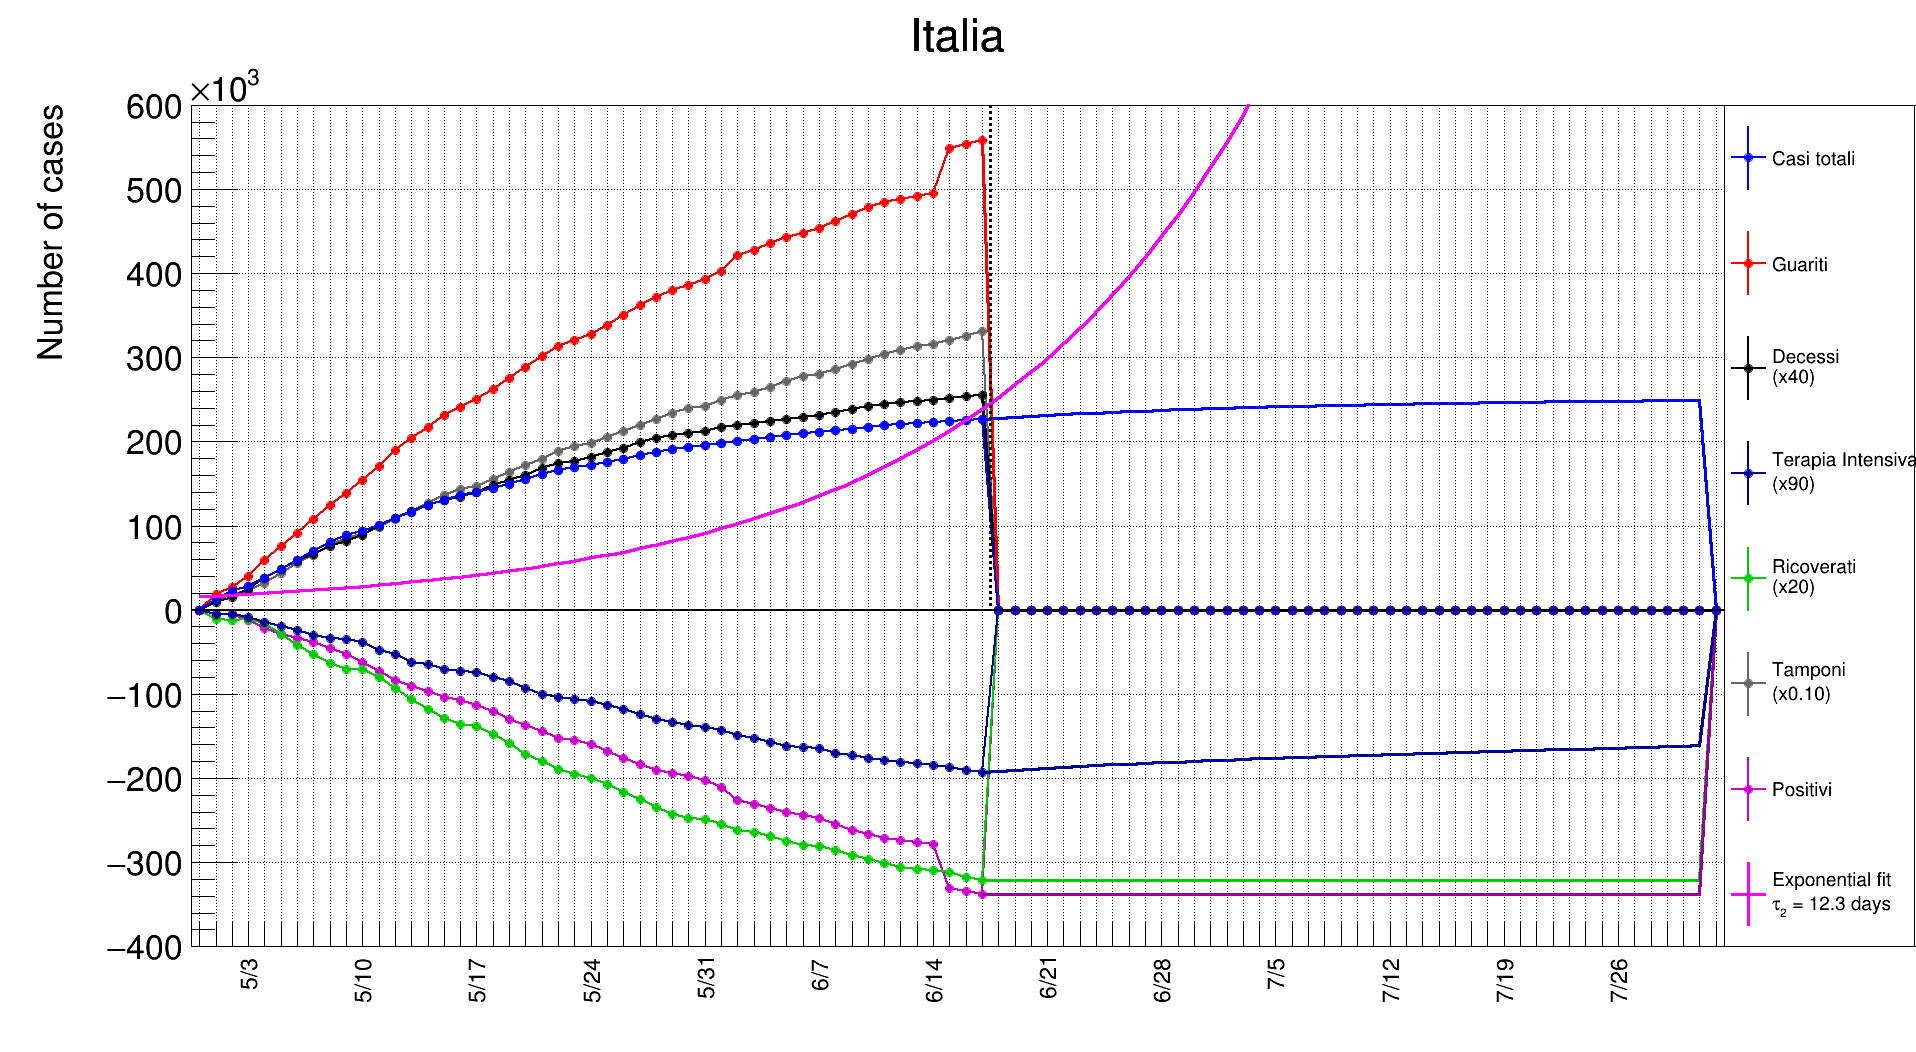 Italia
×10³
Number of cases
600
500
400
300
200
100
0
−100
−200
−300
−400
5/3
5/10
5/17
5/24
5/31
6/7
6/14
6/21
6/28
7/5
7/12
7/19
7/26
Casi totali
Guariti
Decessi
(x40)
Terapia Intensiva
(x90)
Ricoverati
(x20)
Tamponi
(x0.10)
Positivi
Exponential fit
τ₂ = 12.3 days